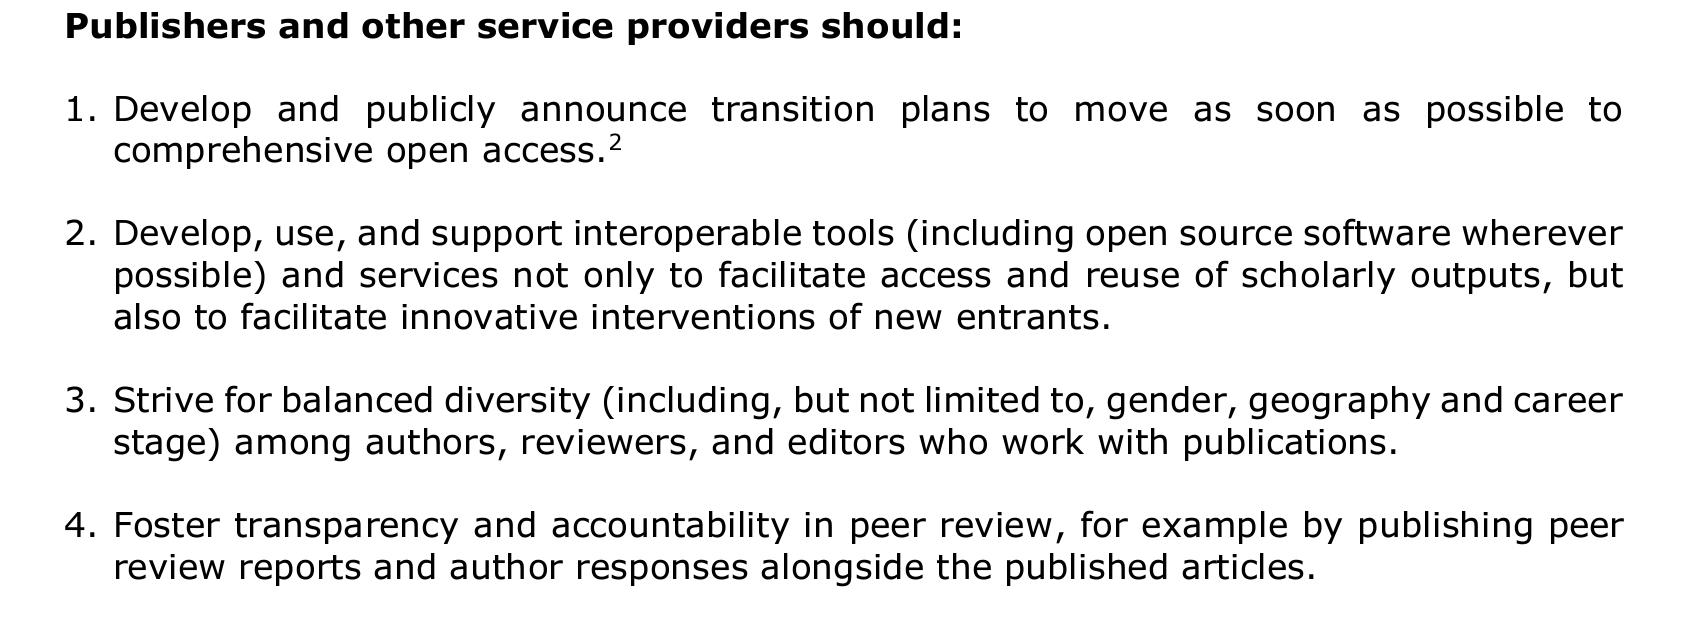 Publishers and other service providers should:
1. Develop and publicly announce transition plans to move as soon as possible to
comprehensive open access.²
2. Develop, use, and support interoperable tools (including open source software wherever
possible) and services not only to facilitate access and reuse of scholarly outputs, but
also to facilitate innovative interventions of new entrants.
3. Strive for balanced diversity (including, but not limited to, gender, geography and career
stage) among authors, reviewers, and editors who work with publications.
4. Foster transparency and accountability in peer review, for example by publishing peer
review reports and author responses alongside the published articles.